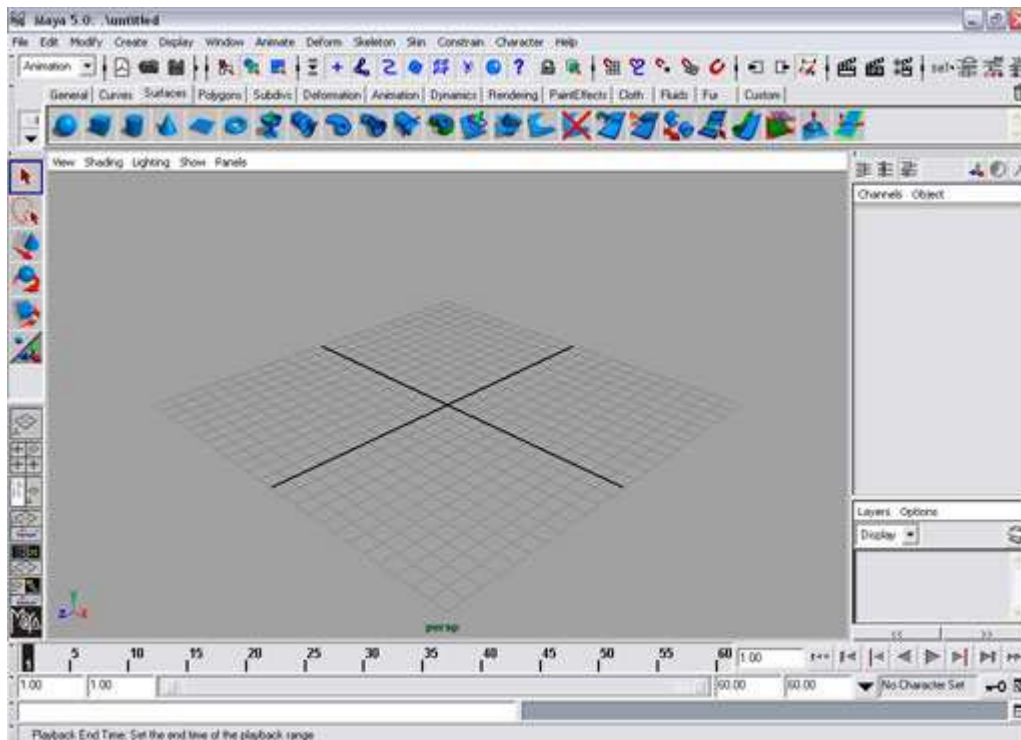 Maya 5.0: .\untitled
File Edit Modify Create Display Window Animate Deform Skeleton Skin Constrain Character Help
Animation sel-
General Curves Surfaces Polygons Subdivs Deformation Animation Dynamics Rendering PaintEffects Cloth Fluids Fur Custom
View Shading Lighting Show Panels
Channels Object
Layers Options
Display
y
z x
persp
<< >>
1 5 10 15 20 25 30 35 40 45 50 55 60 1.00
1.00 1.00 60.00 60.00 No Character Set
Playback End Time: Set the end time of the playback range
Maya